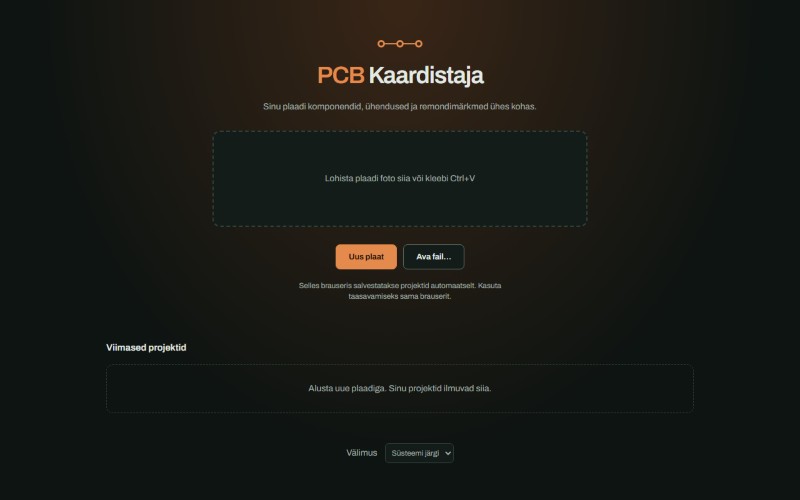 PCB Kaardistaja
Sinu plaadi komponendid, ühendused ja remondimärkmed ühes kohas.
Lohista plaadi foto siia või kleebi Ctrl+V
Uus plaat
Ava fail...
Selles brauseris salvestatakse projektid automaatselt. Kasuta
taasavamiseks sama brauserit.
Viimased projektid
Alusta uue plaadiga. Sinu projektid ilmuvad siia.
Välimus
Süsteemi järgi